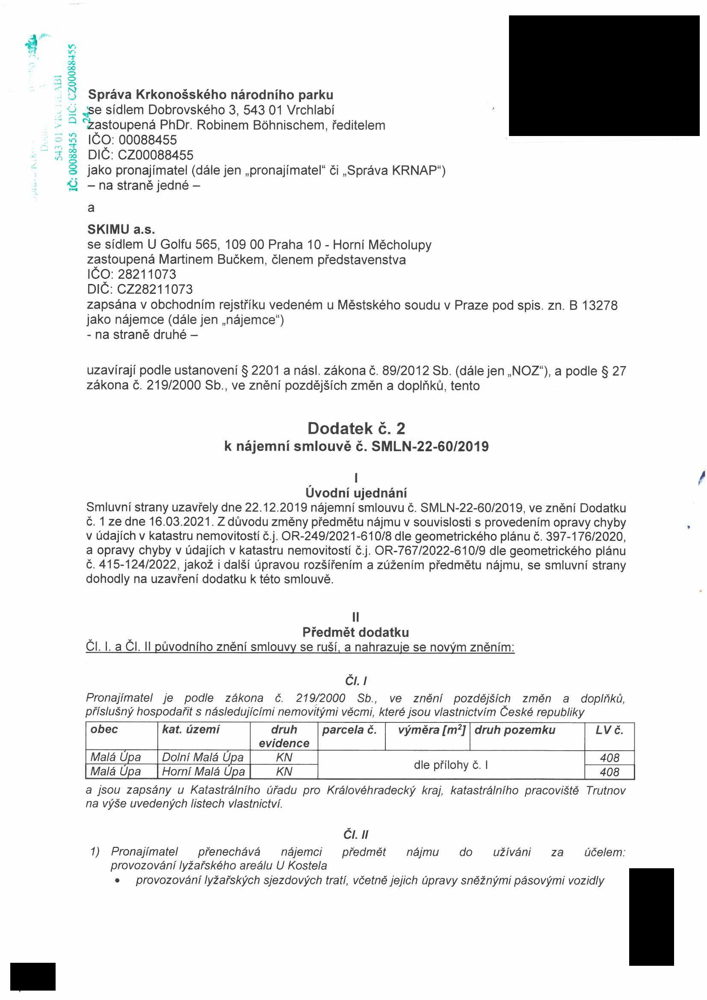 543 01 VRCHLABÍ
IČ: 00088455 DIČ: CZ00088455
-24-
Správa Krkonošského národního parku
se sídlem Dobrovského 3, 543 01 Vrchlabí
zastoupená PhDr. Robinem Böhnischem, ředitelem
IČO: 00088455
DIČ: CZ00088455
jako pronajímatel (dále jen „pronajímatel“ či „Správa KRNAP“)
– na straně jedné –
a
SKIMU a.s.
se sídlem U Golfu 565, 109 00 Praha 10 - Horní Měcholupy
zastoupená Martinem Bučkem, členem představenstva
IČO: 28211073
DIČ: CZ28211073
zapsána v obchodním rejstříku vedeném u Městského soudu v Praze pod spis. zn. B 13278
jako nájemce (dále jen „nájemce“)
- na straně druhé –
uzavírají podle ustanovení § 2201 a násl. zákona č. 89/2012 Sb. (dále jen „NOZ“), a podle § 27
zákona č. 219/2000 Sb., ve znění pozdějších změn a doplňků, tento
Dodatek č. 2
k nájemní smlouvě č. SMLN-22-60/2019
I
Úvodní ujednání
Smluvní strany uzavřely dne 22.12.2019 nájemní smlouvu č. SMLN-22-60/2019, ve znění Dodatku
č. 1 ze dne 16.03.2021. Z důvodu změny předmětu nájmu v souvislosti s provedením opravy chyby
v údajích v katastru nemovitostí č.j. OR-249/2021-610/8 dle geometrického plánu č. 397-176/2020,
a opravy chyby v údajích v katastru nemovitostí č.j. OR-767/2022-610/9 dle geometrického plánu
č. 415-124/2022, jakož i další úpravou rozšířením a zúžením předmětu nájmu, se smluvní strany
dohodly na uzavření dodatku k této smlouvě.
II
Předmět dodatku
Čl. I. a Čl. II původního znění smlouvy se ruší, a nahrazuje se novým zněním:
Čl. I
Pronajímatel je podle zákona č. 219/2000 Sb., ve znění pozdějších změn a doplňků,
příslušný hospodařit s následujícími nemovitými věcmi, které jsou vlastnictvím České republiky
obec kat. území druh evidence parcela č. výměra [m²] druh pozemku LV č.
Malá Úpa Dolní Malá Úpa KN dle přílohy č. I 408
Malá Úpa Horní Malá Úpa KN 408
a jsou zapsány u Katastrálního úřadu pro Královéhradecký kraj, katastrálního pracoviště Trutnov
na výše uvedených listech vlastnictví.
Čl. II
1) Pronajímatel přenechává nájemci předmět nájmu do užíváni za účelem:
provozování lyžařského areálu U Kostela
• provozování lyžařských sjezdových tratí, včetně jejich úpravy sněžnými pásovými vozidly